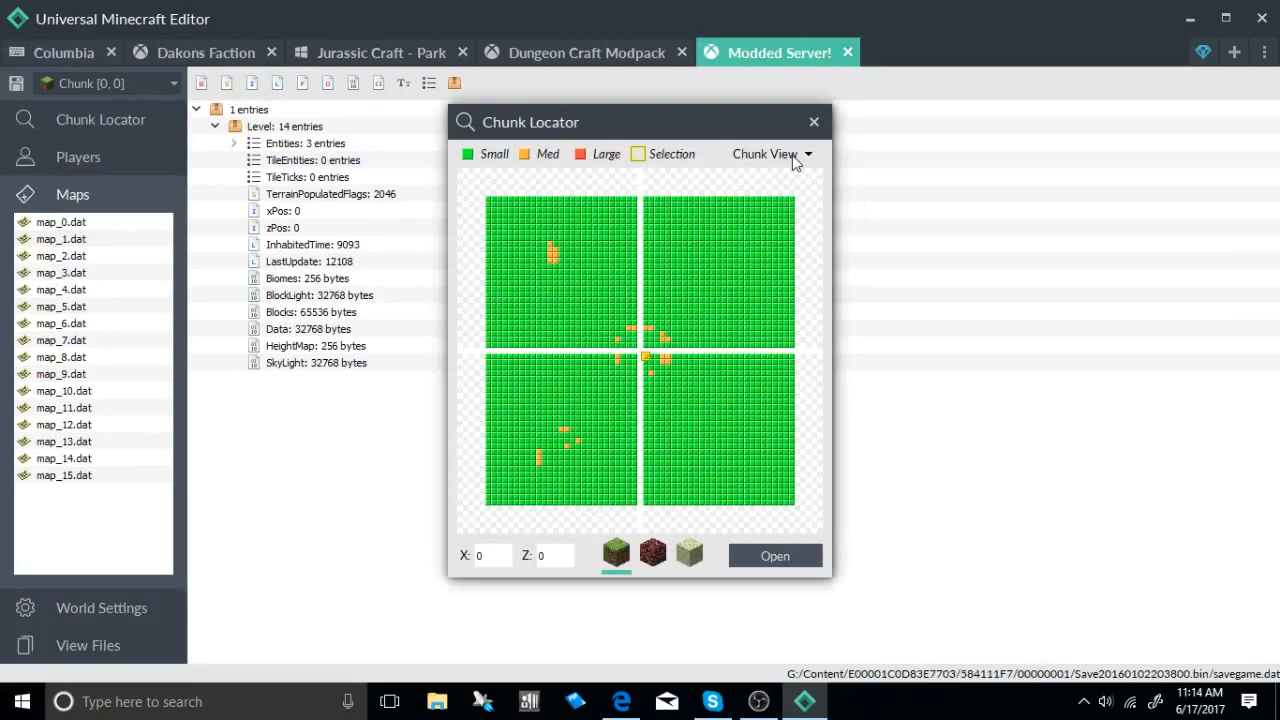 Universal Minecraft Editor
Columbia
Dakons Faction
Jurassic Craft - Park
Dungeon Craft Modpack
Modded Server!
Chunk [0, 0]
Chunk Locator
Players
Maps
map_0.dat
map_1.dat
map_2.dat
map_3.dat
map_4.dat
map_5.dat
map_6.dat
map_7.dat
map_8.dat
map_9.dat
map_10.dat
map_11.dat
map_12.dat
map_13.dat
map_14.dat
map_15.dat
World Settings
View Files
1 entries
Level: 14 entries
Entities: 3 entries
TileEntities: 0 entries
TileTicks: 0 entries
TerrainPopulatedFlags: 2046
xPos: 0
zPos: 0
InhabitedTime: 9093
LastUpdate: 12108
Biomes: 256 bytes
BlockLight: 32768 bytes
Blocks: 65536 bytes
Data: 32768 bytes
HeightMap: 256 bytes
SkyLight: 32768 bytes
Chunk Locator
Small Med Large Selection Chunk View
X: 0 Z: 0 Open
G:/Content/E00001C0D83E7703/584111F7/00000001/Save20160102203800.bin/savegame.dat
Type here to search
11:14 AM
6/17/2017